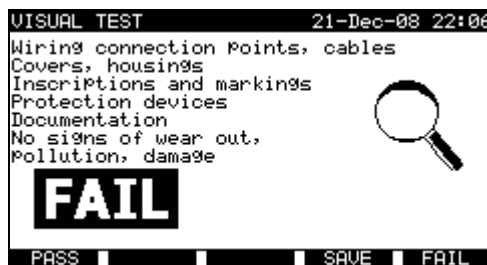 VISUAL TEST 21-Dec-08 22:06
Wiring connection points, cables
Covers, housings
Inscriptions and markings
Protection devices
Documentation
No signs of wear out,
pollution, damage
FAIL
PASS SAVE FAIL